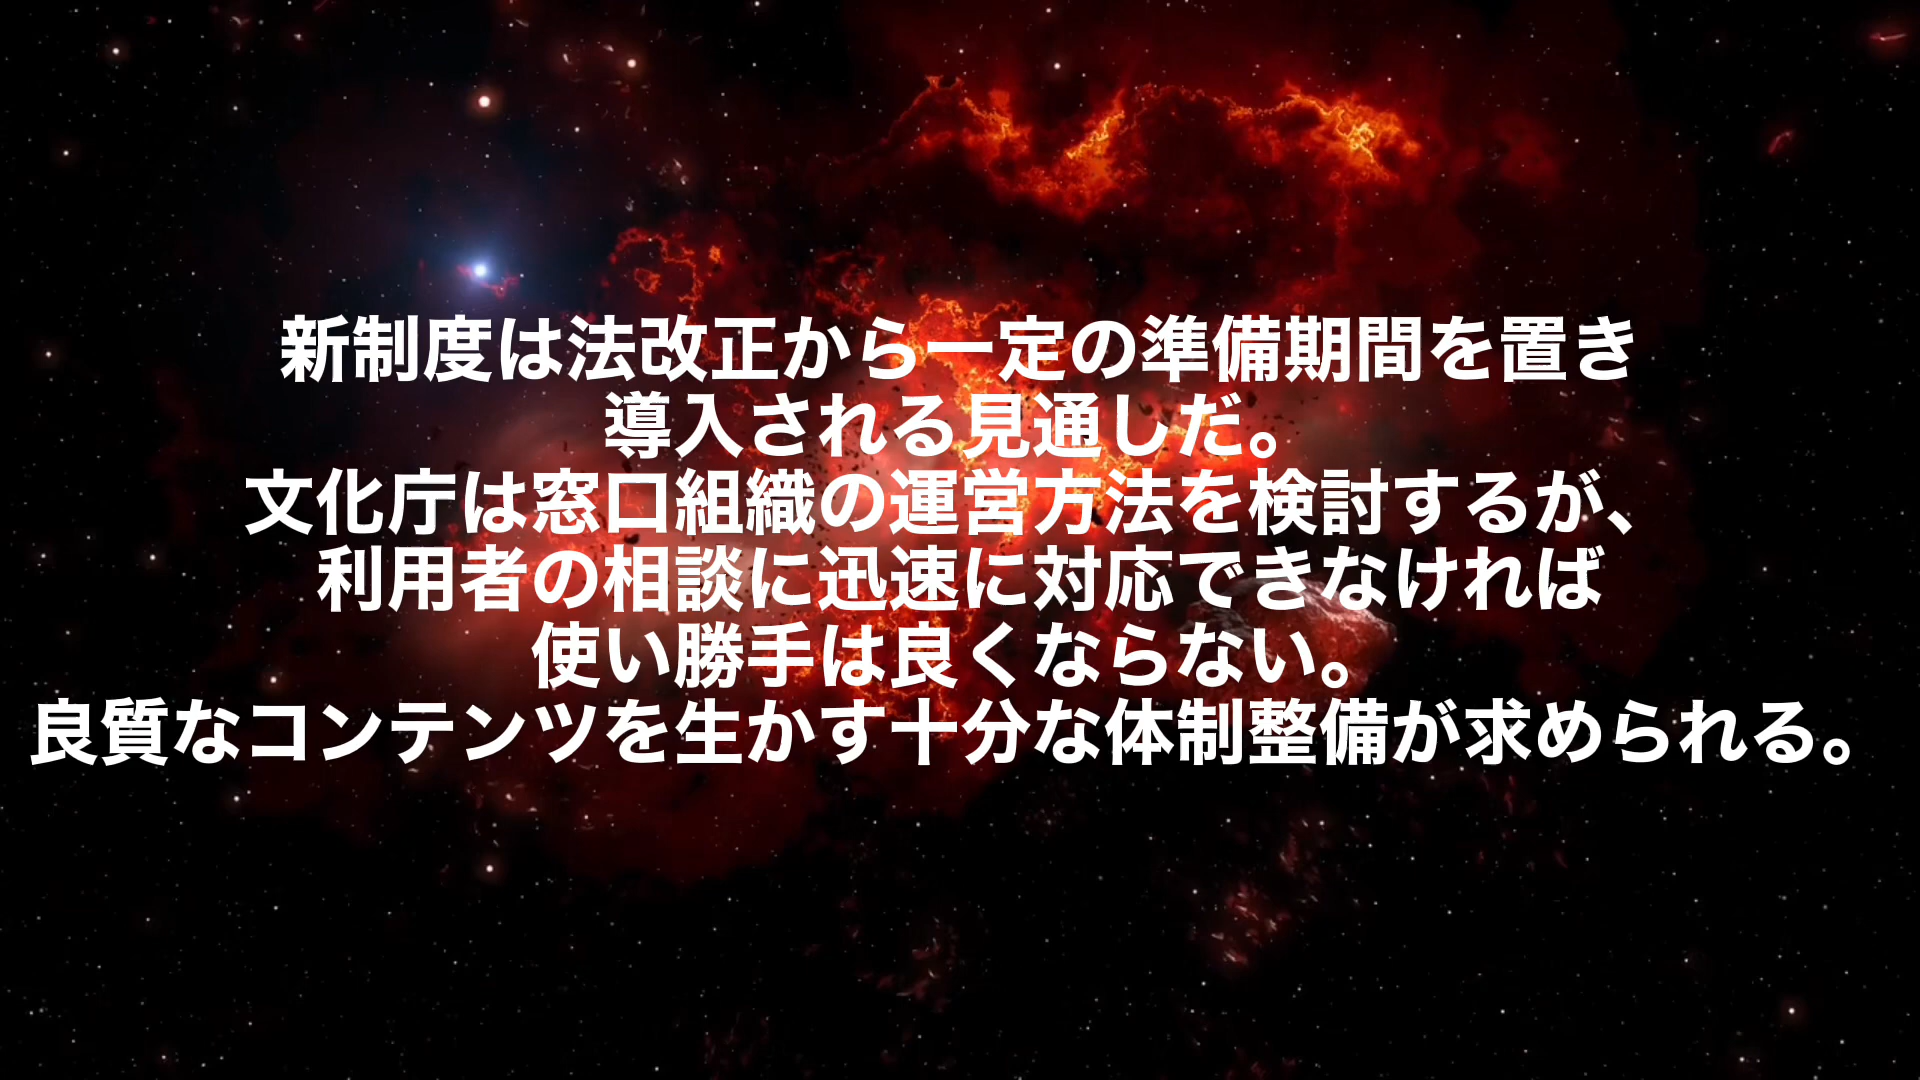 新制度は法改正から一定の準備期間を置き
導入される見通しだ。
文化庁は窓口組織の運営方法を検討するが、
利用者の相談に迅速に対応できなければ
使い勝手は良くならない。
良質なコンテンツを生かす十分な体制整備が求められる。